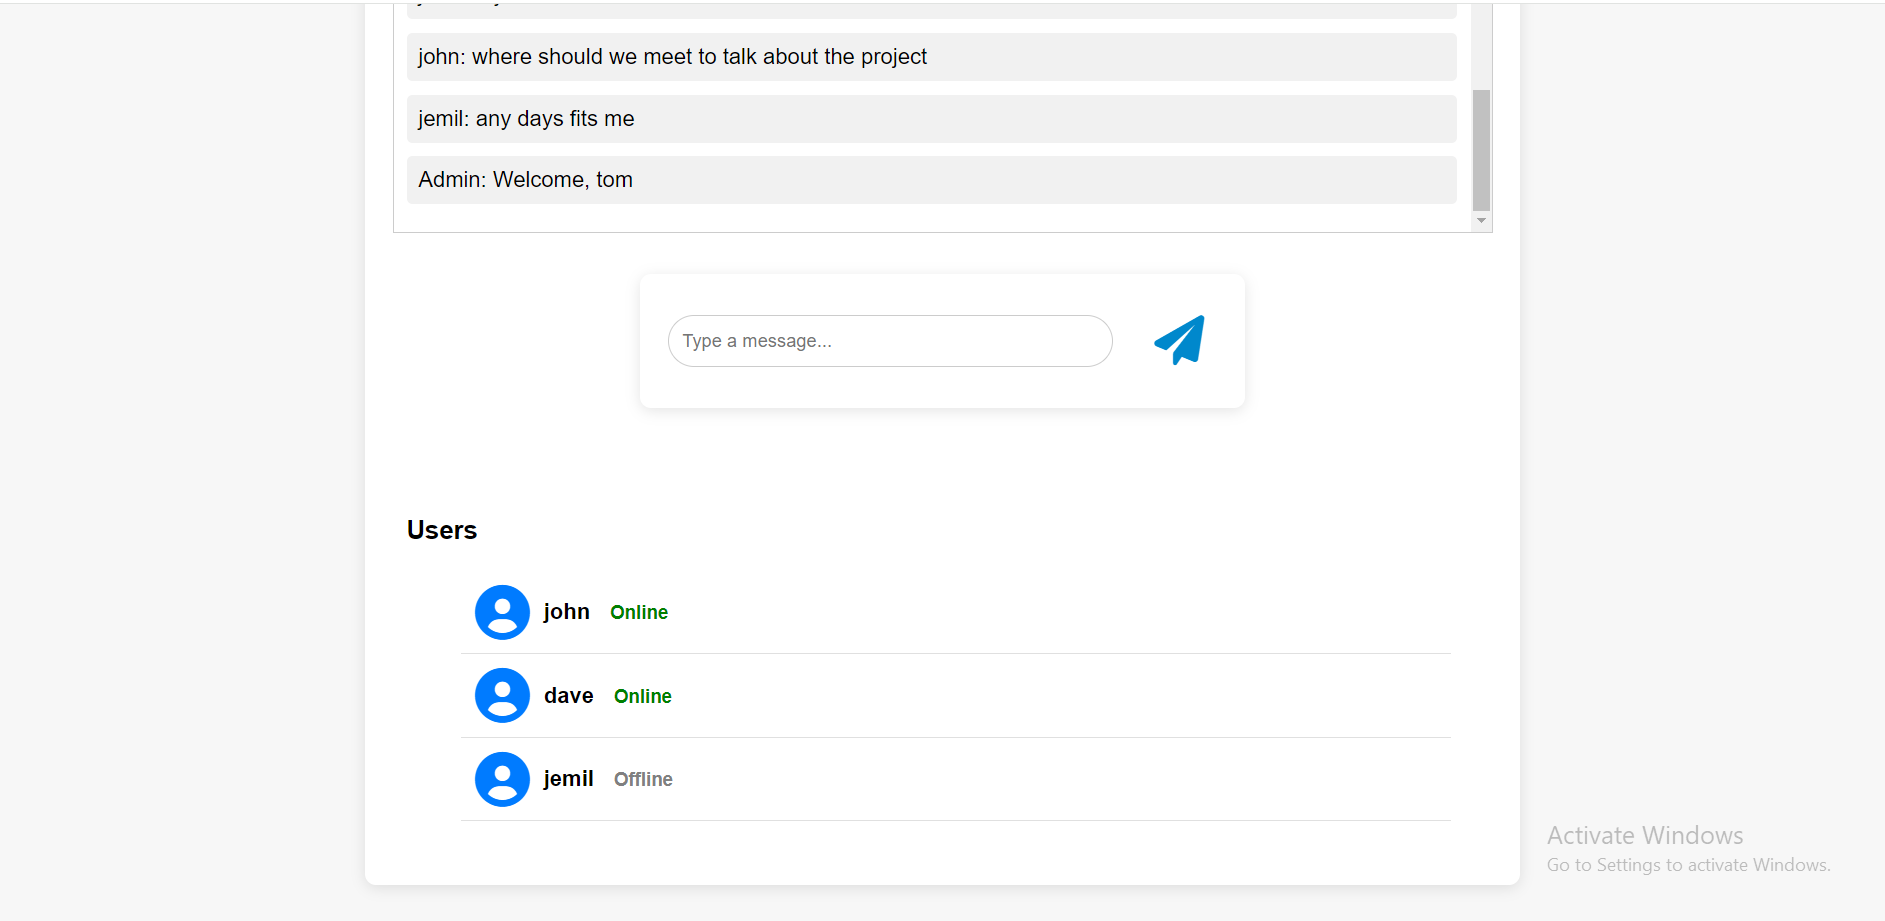 john: where should we meet to talk about the project
jemil: any days fits me
Admin: Welcome, tom
Type a message...
Users
john Online
dave Online
jemil Offline
Activate Windows
Go to Settings to activate Windows.